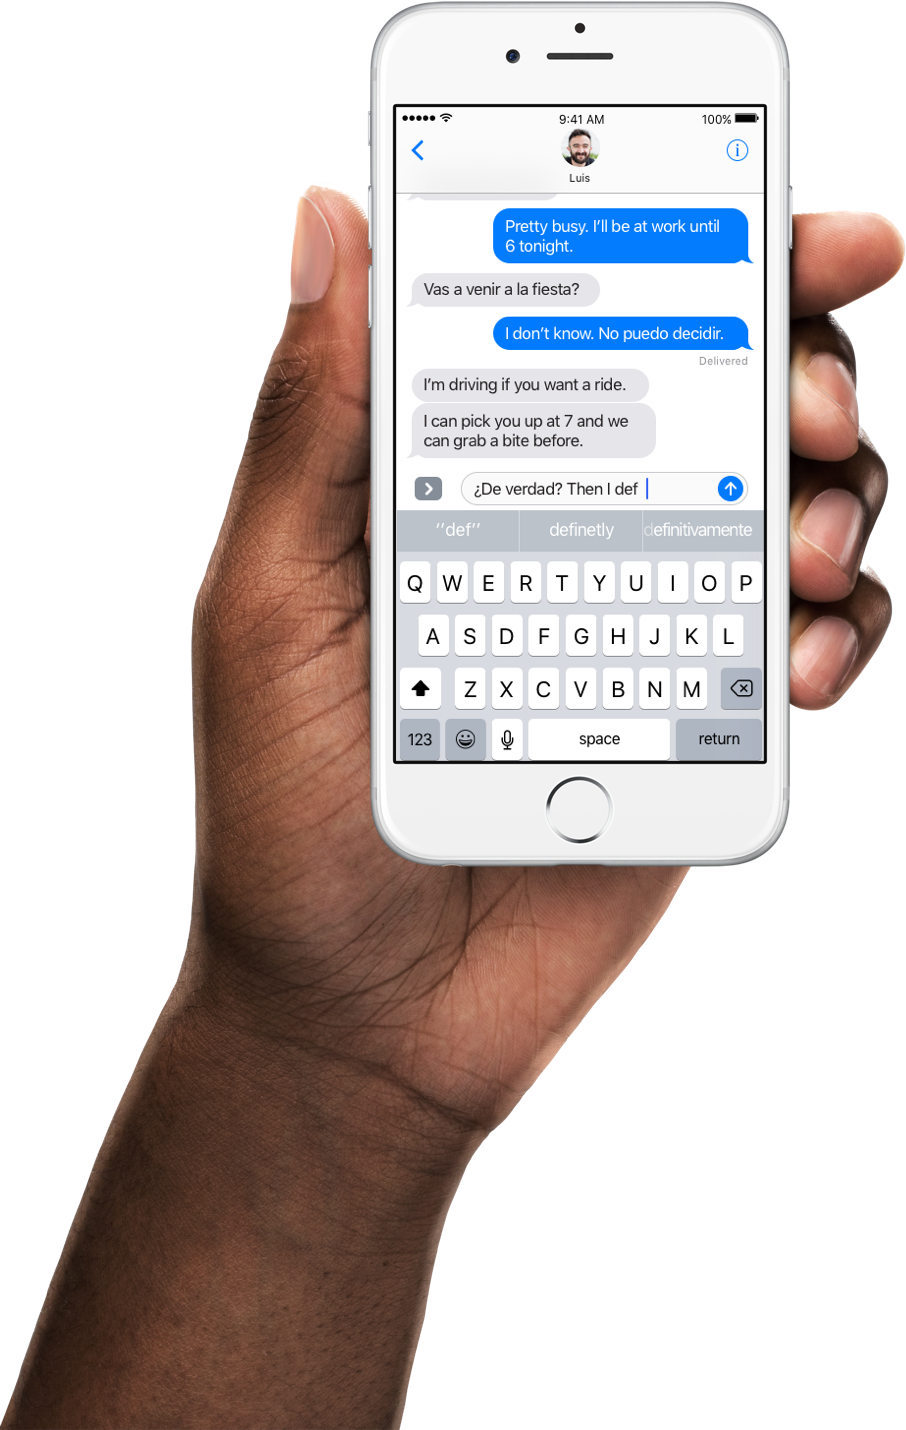 9:41 AM
100%
Luis
Pretty busy. I'll be at work until
6 tonight.
Vas a venir a la fiesta?
I don't know. No puedo decidir.
Delivered
I'm driving if you want a ride.
I can pick you up at 7 and we
can grab a bite before.
¿De verdad? Then I def
‘‘def’’ definetly definitivamente
Q W E R T Y U I O P
A S D F G H J K L
Z X C V B N M
123 space return